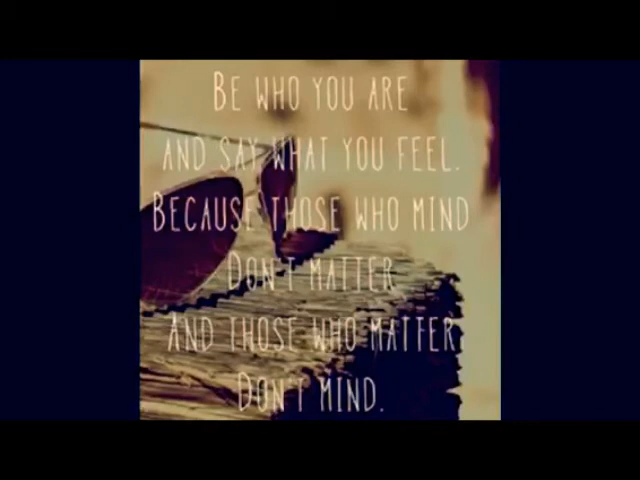 Be who you are
and say what you feel.
Because those who mind
Don't matter
And those who matter
Don't mind.